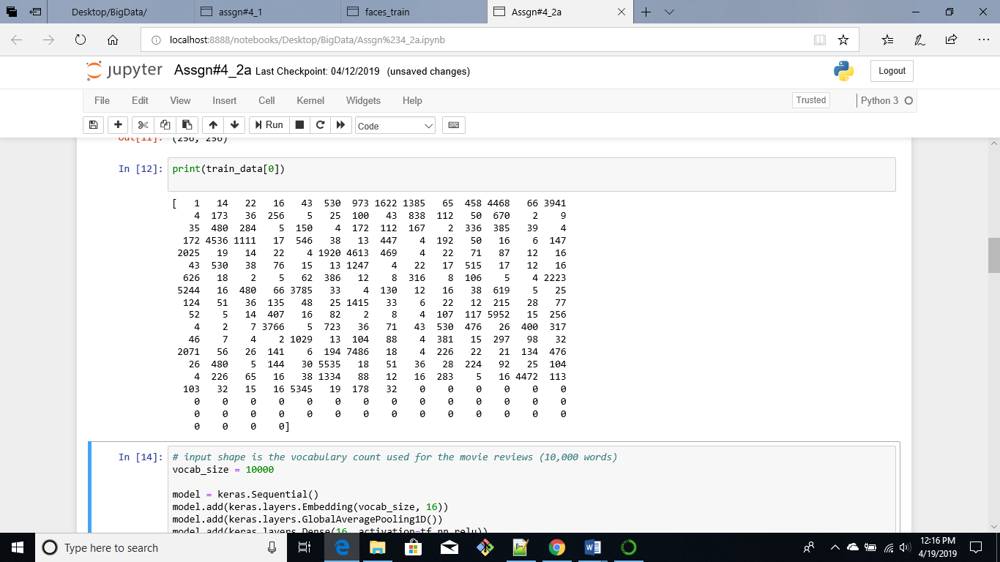 Desktop/BigData/ assgn#4_1 faces_train Assgn#4_2a
localhost:8888/notebooks/Desktop/BigData/Assgn%234_2a.ipynb
jupyter Assgn#4_2a Last Checkpoint: 04/12/2019 (unsaved changes) Logout
File Edit View Insert Cell Kernel Widgets Help Trusted Python 3
Run Code
Out[11]: (256, 256)
In [12]: print(train_data[0])
[ 1 14 22 16 43 530 973 1622 1385 65 458 4468 66 3941
4 173 36 256 5 25 100 43 838 112 50 670 2 9
35 480 284 5 150 4 172 112 167 2 336 385 39 4
172 4536 1111 17 546 38 13 447 4 192 50 16 6 147
2025 19 14 22 4 1920 4613 469 4 22 71 87 12 16
43 530 38 76 15 13 1247 4 22 17 515 17 12 16
626 18 2 5 62 386 12 8 316 8 106 5 4 2223
5244 16 480 66 3785 33 4 130 12 16 38 619 5 25
124 51 36 135 48 25 1415 33 6 22 12 215 28 77
52 5 14 407 16 82 2 8 4 107 117 5952 15 256
4 2 7 3766 5 723 36 71 43 530 476 26 400 317
46 7 4 2 1029 13 104 88 4 381 15 297 98 32
2071 56 26 141 6 194 7486 18 4 226 22 21 134 476
26 480 5 144 30 5535 18 51 36 28 224 92 25 104
4 226 65 16 38 1334 88 12 16 283 5 16 4472 113
103 32 15 16 5345 19 178 32 0 0 0 0 0 0
0 0 0 0 0 0 0 0 0 0 0 0 0 0
0 0 0 0 0 0 0 0 0 0 0 0 0 0
0 0 0 0]
In [14]: # input shape is the vocabulary count used for the movie reviews (10,000 words)
vocab_size = 10000
model = keras.Sequential()
model.add(keras.layers.Embedding(vocab_size, 16))
model.add(keras.layers.GlobalAveragePooling1D())
model.add(keras.layers.Dense(16, activation=tf.nn.relu))
Type here to search 12:16 PM
4/19/2019